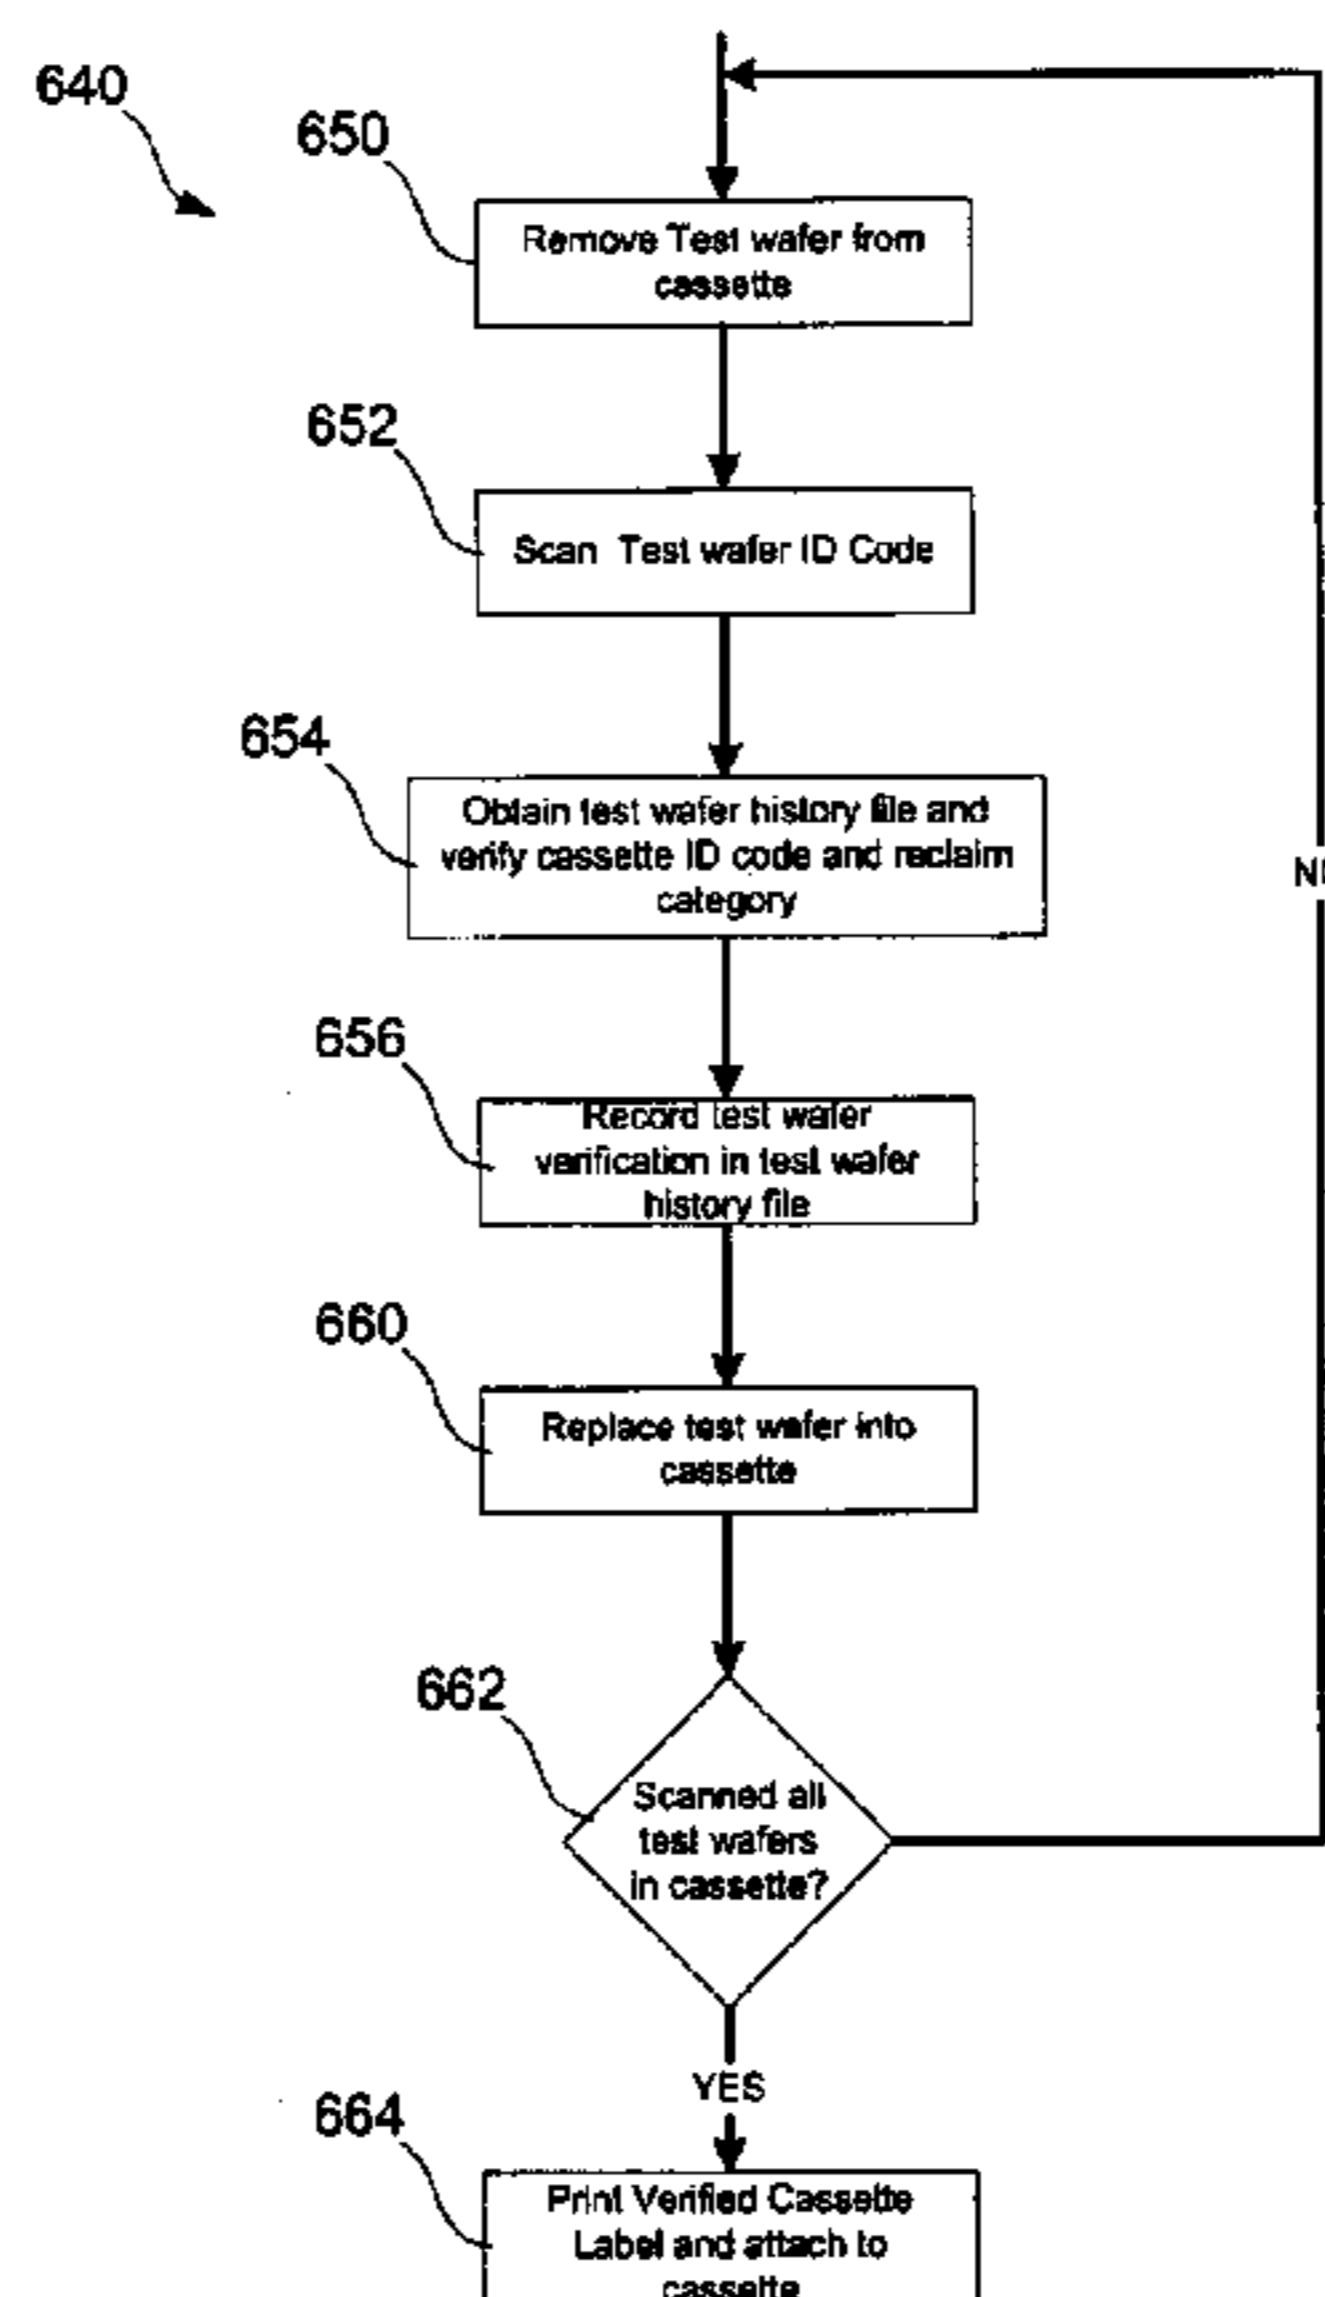 640
650
Remove Test wafer from
cassette
652
Scan Test wafer ID Code
654
Obtain test wafer history file and
verify cassette ID code and reclaim
category
656
Record test wafer
verification in test wafer
history file
660
Replace test wafer into
cassette
662
Scanned all
test wafers
in cassette?
YES
664
Print Verified Cassette
Label and attach to
cassette